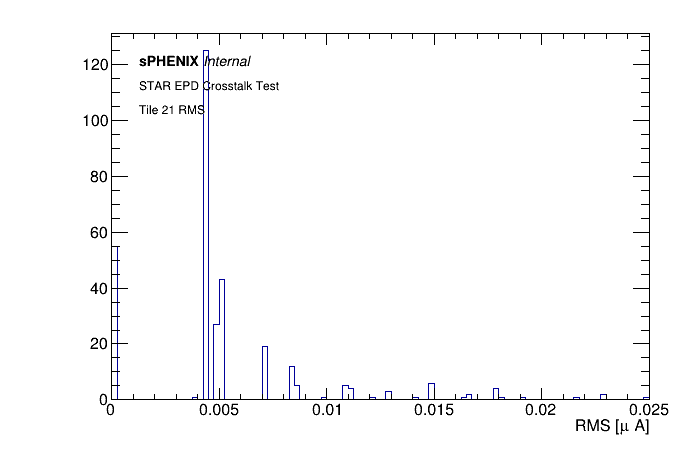 sPHENIX Internal
STAR EPD Crosstalk Test
Tile 21 RMS
120
100
80
60
40
20
0
0 0.005 0.01 0.015 0.02 0.025
RMS [μ A]